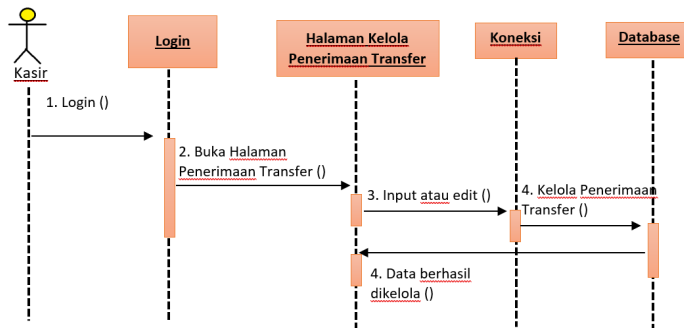 Kasir
Login
Halaman Kelola
Penerimaan Transfer
Koneksi
Database
1. Login ()
2. Buka Halaman
Penerimaan Transfer ()
3. Input atau edit ()
4. Kelola Penerimaan
Transfer ()
4. Data berhasil
dikelola ()